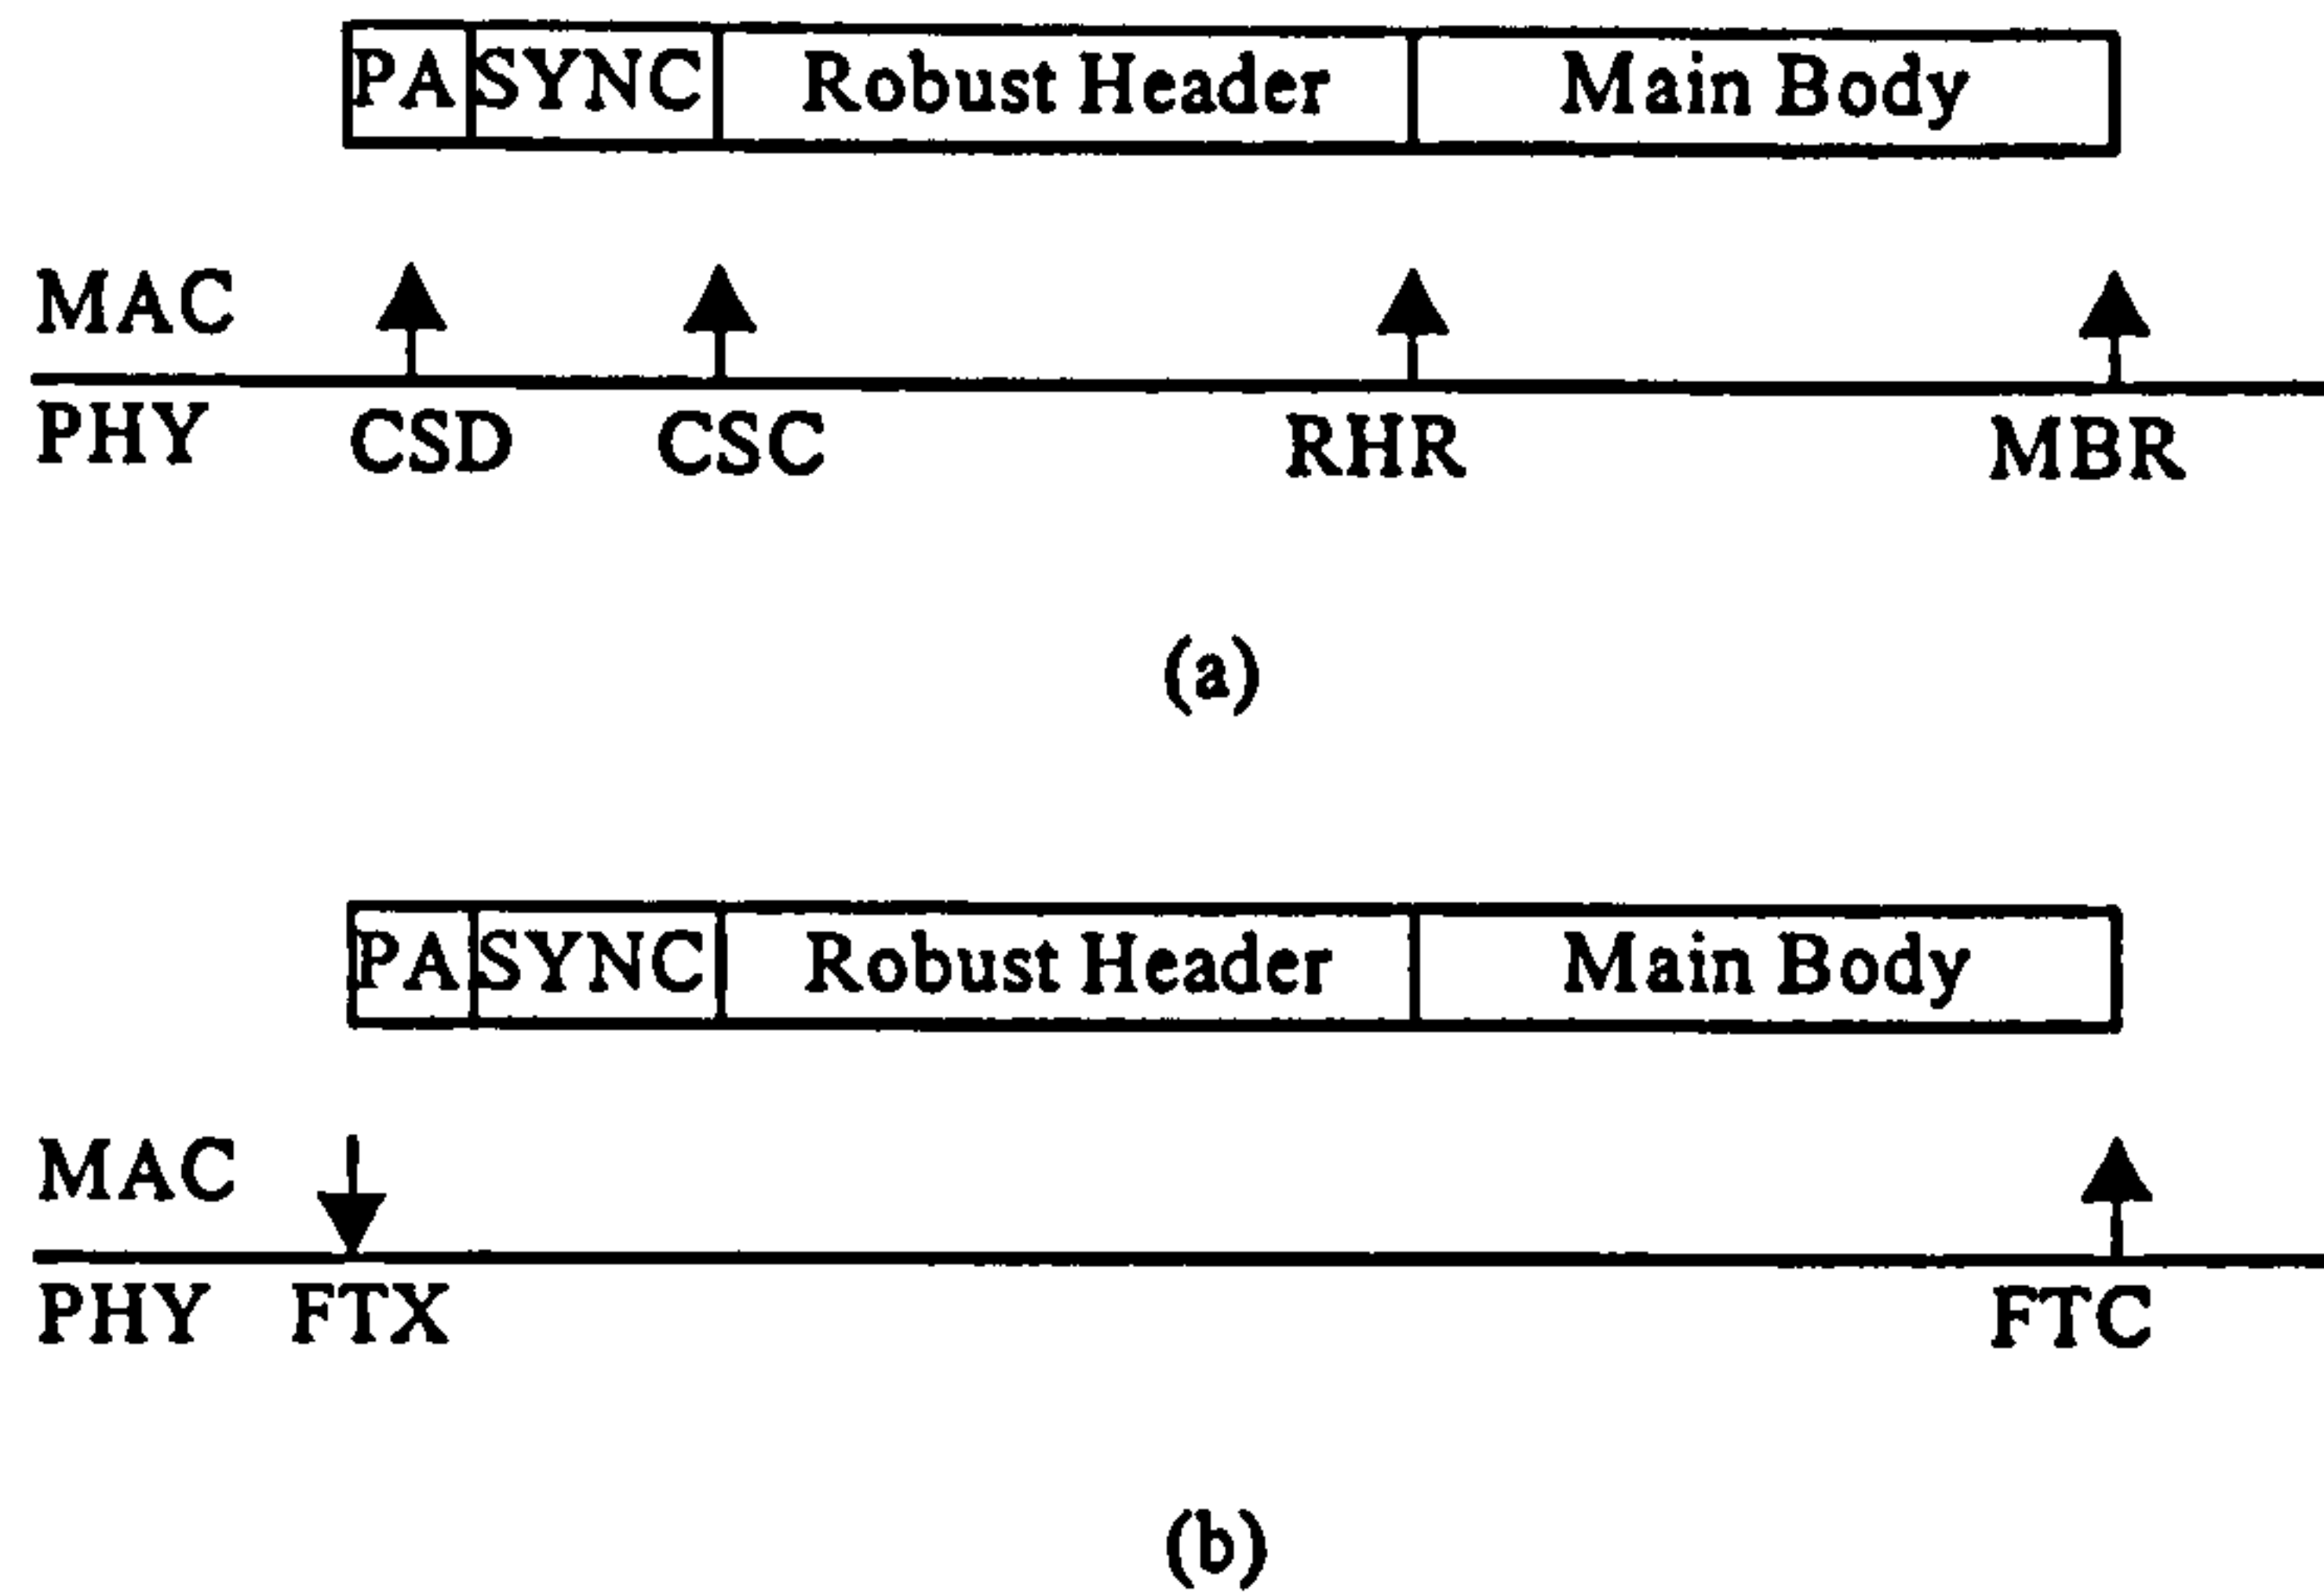 PA SYNC Robust Header Main Body
MAC
PHY CSD CSC RHR MBR
(a)
PA SYNC Robust Header Main Body
MAC
PHY FTX FTC
(b)